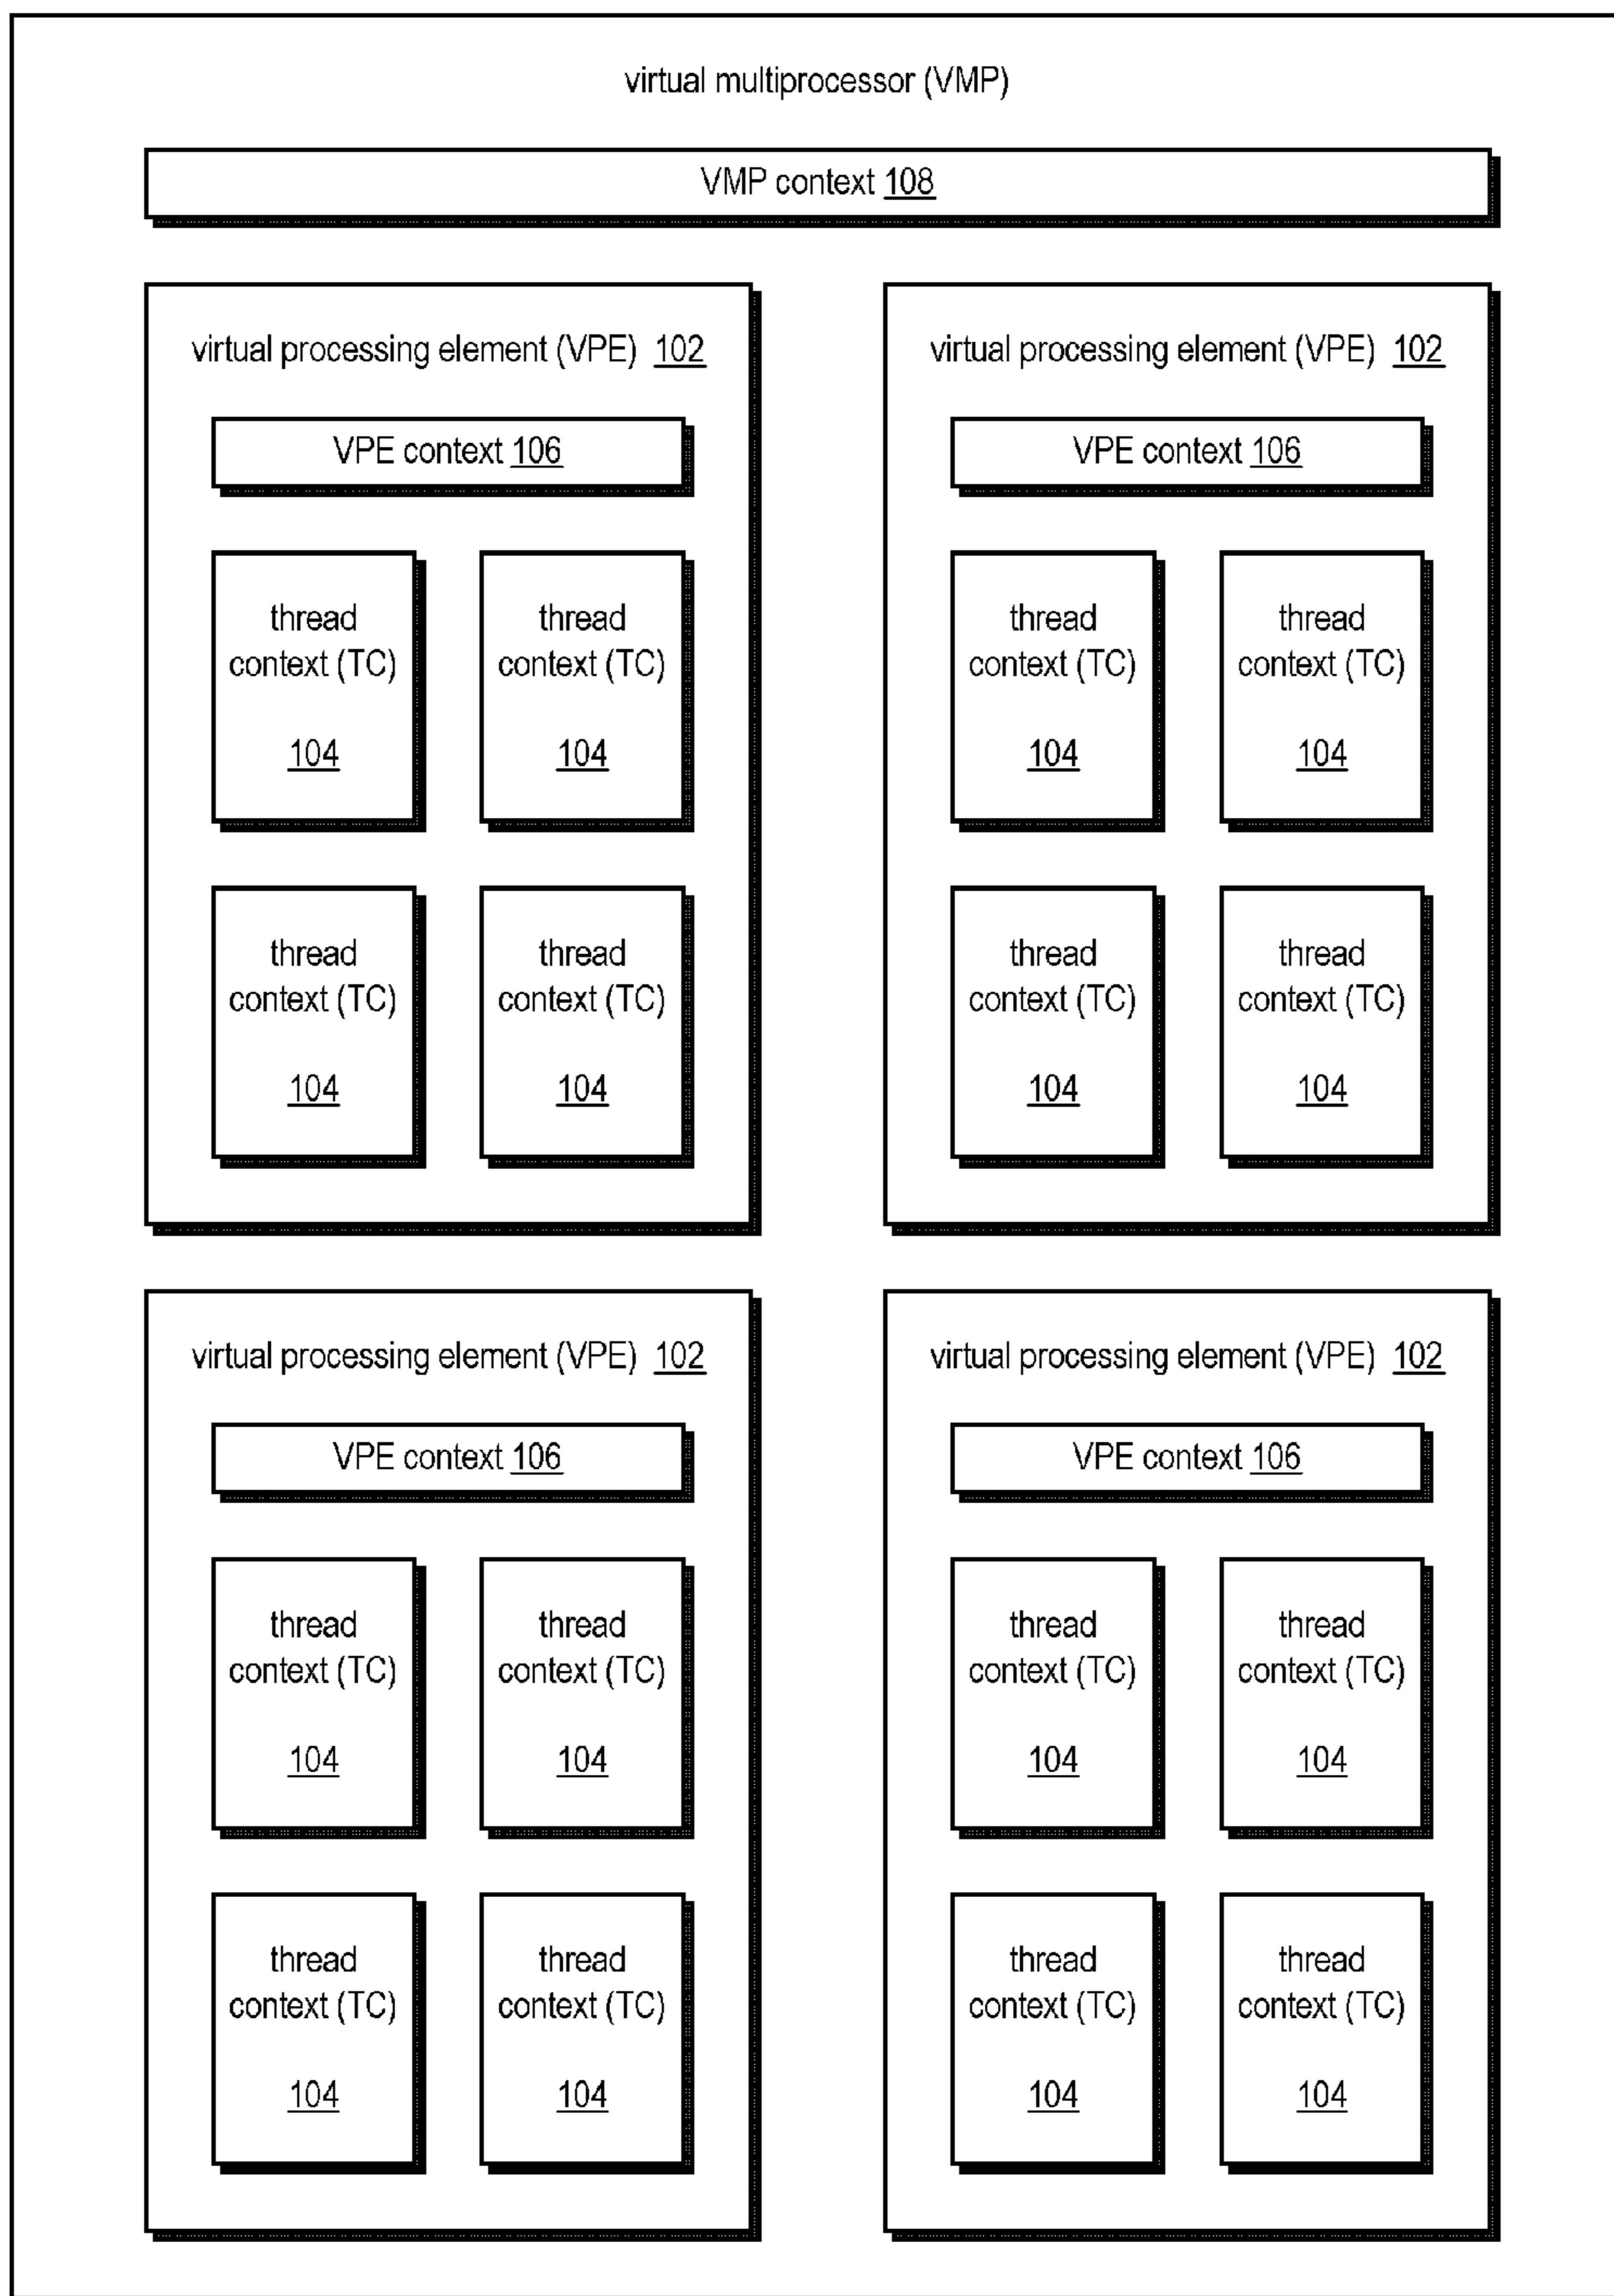 virtual multiprocessor (VMP)
VMP context 108
virtual processing element (VPE) 102
VPE context 106
thread
context (TC)
104
thread
context (TC)
104
thread
context (TC)
104
thread
context (TC)
104
virtual processing element (VPE) 102
VPE context 106
thread
context (TC)
104
thread
context (TC)
104
thread
context (TC)
104
thread
context (TC)
104
virtual processing element (VPE) 102
VPE context 106
thread
context (TC)
104
thread
context (TC)
104
thread
context (TC)
104
thread
context (TC)
104
virtual processing element (VPE) 102
VPE context 106
thread
context (TC)
104
thread
context (TC)
104
thread
context (TC)
104
thread
context (TC)
104